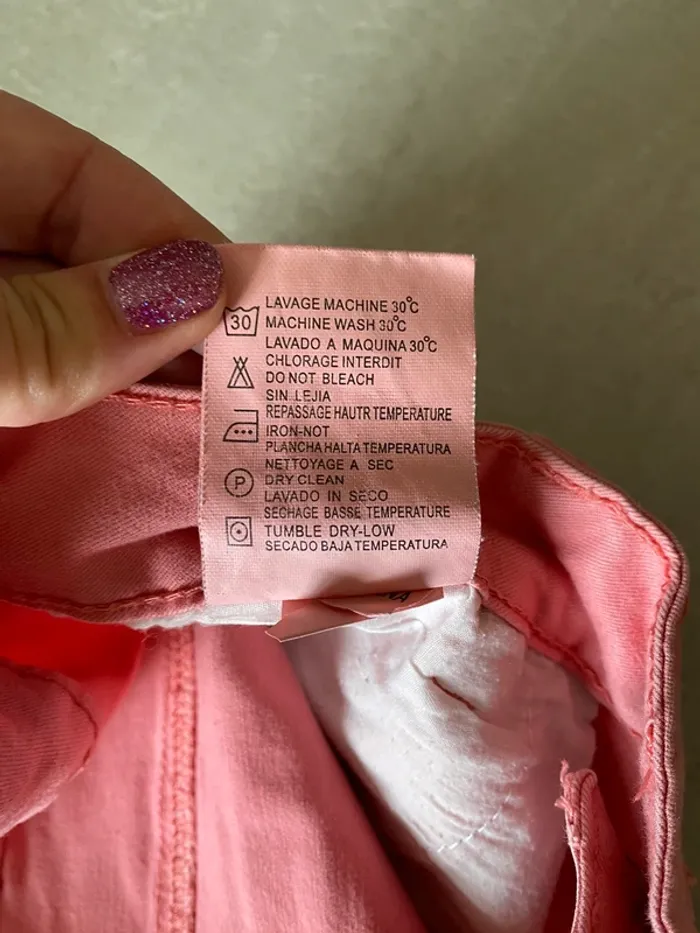 LAVAGE MACHINE 30°C
30 MACHINE WASH 30°C
LAVADO A MAQUINA 30°C
CHLORAGE INTERDIT
DO NOT BLEACH
SIN LEJIA
REPASSAGE HAUTR TEMPERATURE
IRON-NOT
PLANCHA HALTA TEMPERATURA
NETTOYAGE A SEC
P DRY CLEAN
LAVADO IN SECO
SECHAGE BASSE TEMPERATURE
TUMBLE DRY-LOW
SECADO BAJA TEMPERATURA